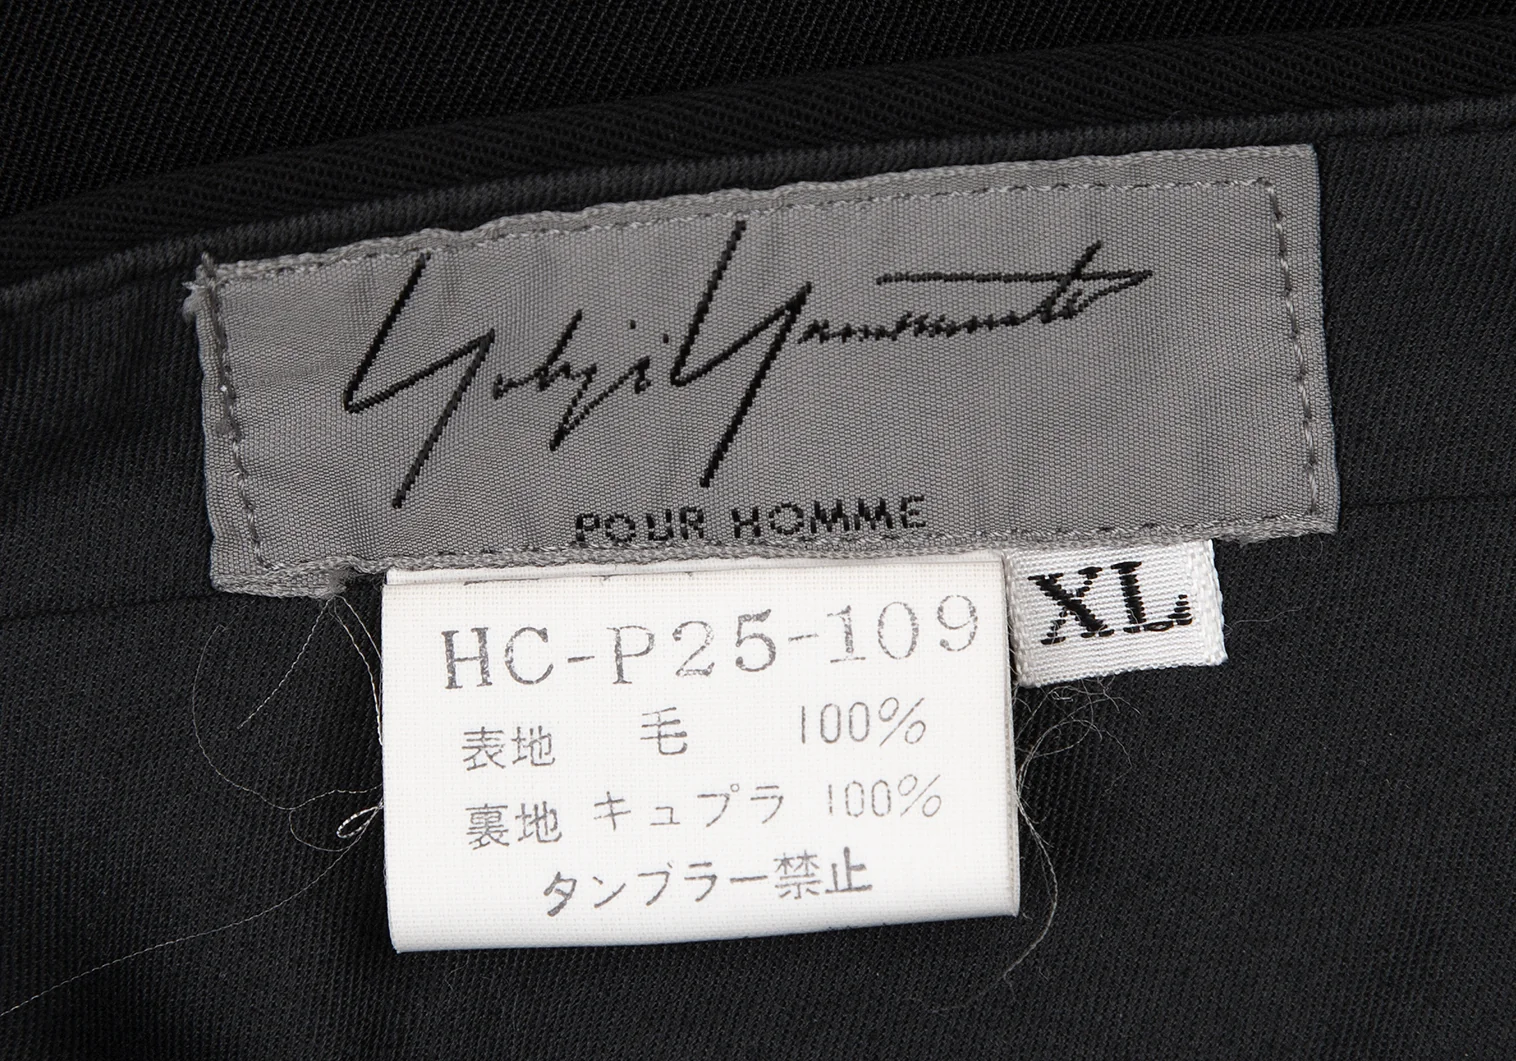 Yohji Yamamoto
POUR HOMME
XL
HC-P25-109
表地 毛 100%
裏地 キュプラ 100%
タンブラー禁止